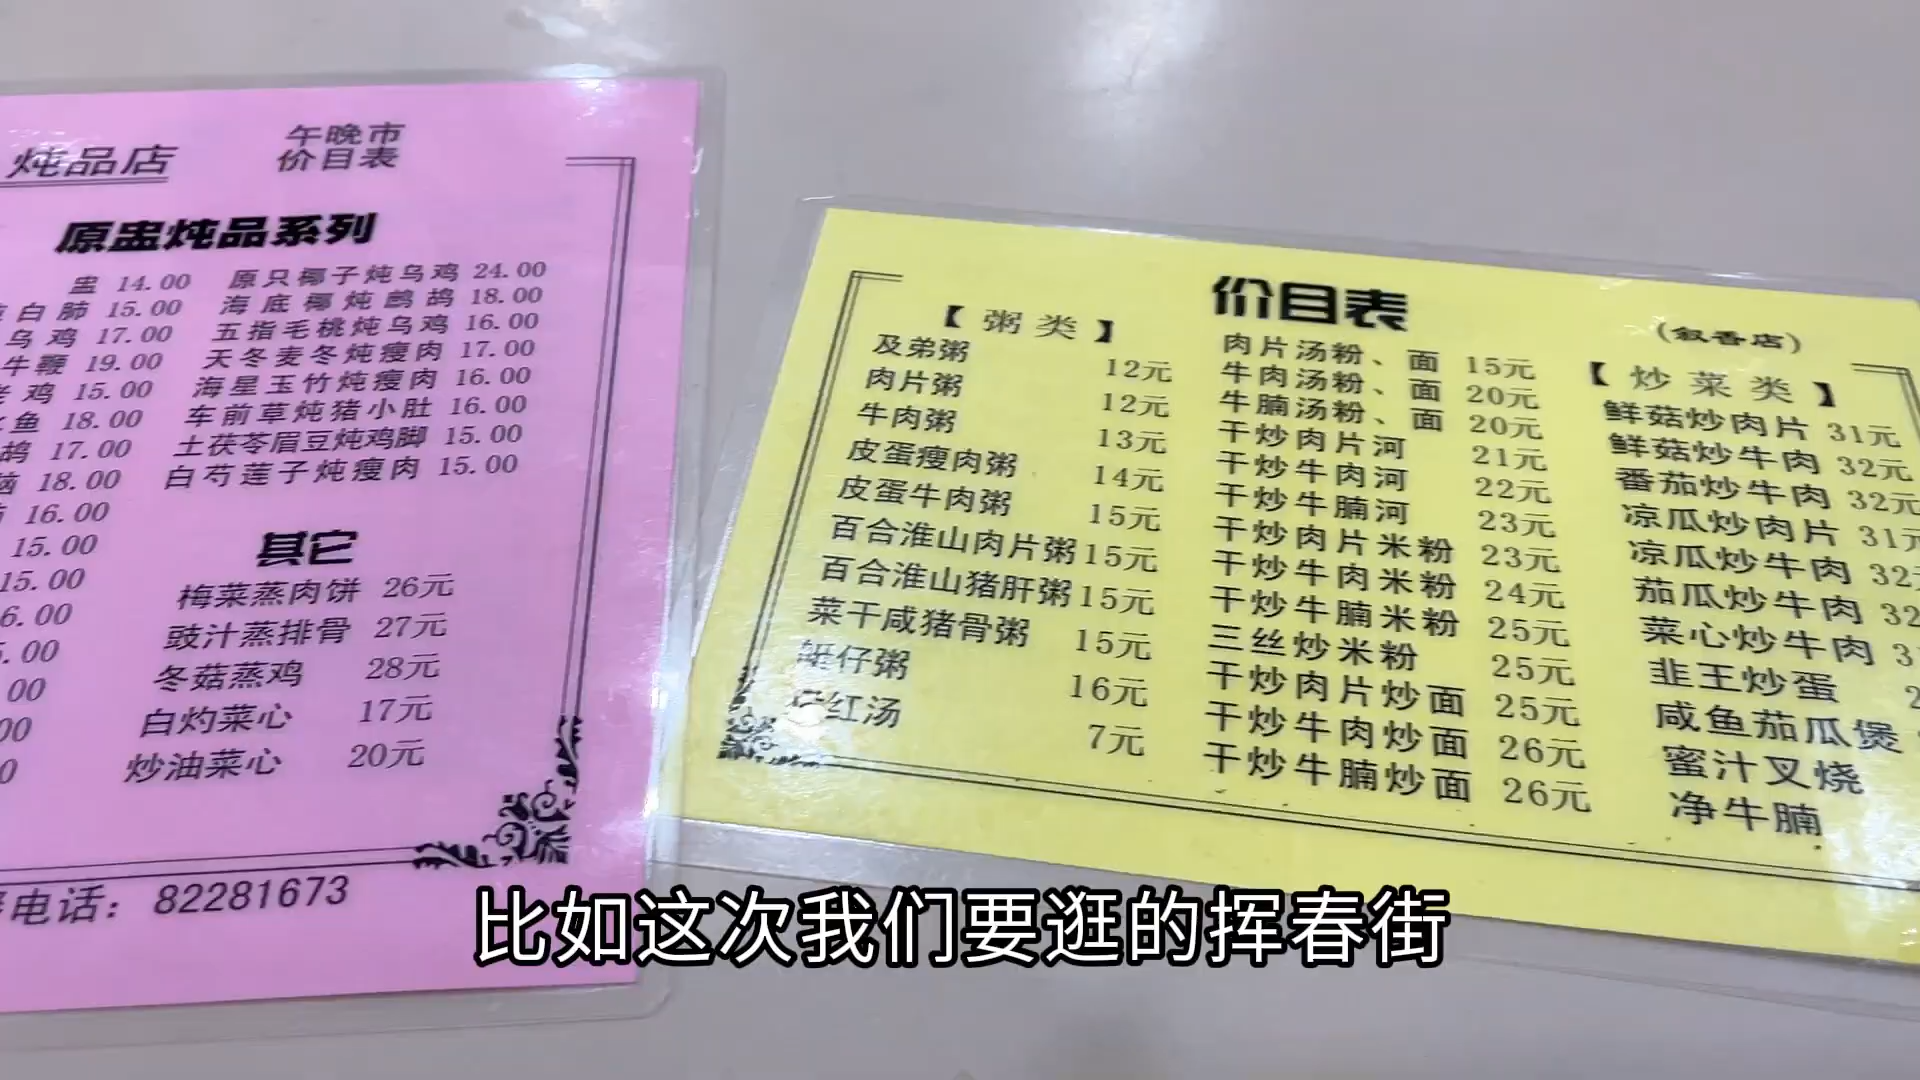 炖品店
午晚市
价目表
原盅炖品系列
盅 14.00 原只椰子炖乌鸡 24.00
白肺 15.00 海底椰炖鹧鸪 18.00
乌鸡 17.00 五指毛桃炖乌鸡 16.00
牛鞭 19.00 天冬麦冬炖瘦肉 17.00
老鸡 15.00 海星玉竹炖瘦肉 16.00
鱼 18.00 车前草炖猪小肚 16.00
鸪 17.00 土茯苓眉豆炖鸡脚 15.00
18.00 白芍莲子炖瘦肉 15.00
16.00
15.00
15.00
6.00
5.00
.00
00
0
其它
梅菜蒸肉饼 26元
豉汁蒸排骨 27元
冬菇蒸鸡 28元
白灼菜心 17元
炒油菜心 20元
电话：82281673
价目表
（叙香店）
【粥类】
及弟粥 12元
肉片粥 12元
牛肉粥 13元
皮蛋瘦肉粥 14元
皮蛋牛肉粥 15元
百合淮山肉片粥 15元
百合淮山猪肝粥 15元
菜干咸猪骨粥 15元
艇仔粥 16元
红汤 7元
肉片汤粉、面 15元
牛肉汤粉、面 20元
牛腩汤粉、面 20元
干炒肉片河 21元
干炒牛肉河 22元
干炒牛腩河 23元
干炒肉片米粉 23元
干炒牛肉米粉 24元
干炒牛腩米粉 25元
三丝炒米粉 25元
干炒肉片炒面 25元
干炒牛肉炒面 26元
干炒牛腩炒面 26元
【炒菜类】
鲜菇炒肉片 31元
鲜菇炒牛肉 32元
番茄炒牛肉 32元
凉瓜炒肉片 31元
凉瓜炒牛肉 32元
茄瓜炒牛肉 32
菜心炒牛肉 3
韭王炒蛋 2
咸鱼茄瓜煲
蜜汁叉烧
净牛腩
比如这次我们要逛的挥春街